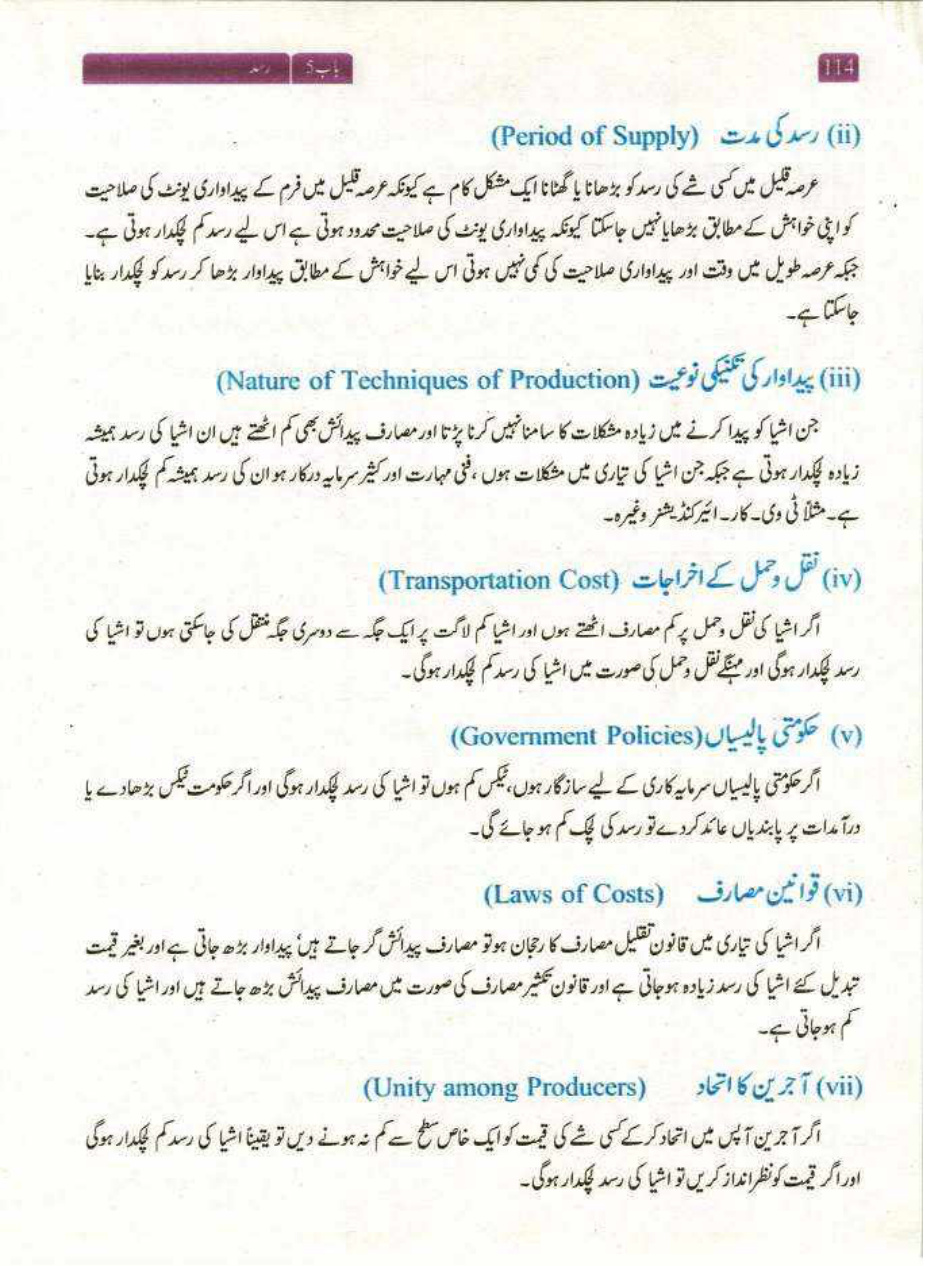 114 باب 5 رسد
(ii) رسد کی مدت (Period of Supply)
عرصہ قلیل میں کسی شے کی رسد کو بڑھانا یا گھٹانا ایک مشکل کام ہے کیونکہ عرصہ قلیل میں فرم کے پیداواری یونٹ کی صلاحیت
کو اپنی خواہش کے مطابق بڑھایا نہیں جاسکتا کیونکہ پیداواری یونٹ کی صلاحیت محدود ہوتی ہے اس لیے رسد کم لچکدار ہوتی ہے۔
جبکہ عرصہ طویل میں وقت اور پیداواری صلاحیت کی کمی نہیں ہوتی اس لیے خواہش کے مطابق پیداوار بڑھا کر رسد کو لچکدار بنایا
جاسکتا ہے۔
(iii) پیداوار کی تکنیکی نوعیت (Nature of Techniques of Production)
جن اشیا کو پیدا کرنے میں زیادہ مشکلات کا سامنا نہیں کرنا پڑتا اور مصارف پیدائش بھی کم اٹھتے ہیں ان اشیا کی رسد ہمیشہ
زیادہ لچکدار ہوتی ہے جبکہ جن اشیا کی تیاری میں مشکلات ہوں ،فنی مہارت اور کثیر سرمایہ درکار ہو ان کی رسد ہمیشہ کم لچکدار ہوتی
ہے۔ مثلاً ٹی وی۔ کار۔ ائیرکنڈیشنر وغیرہ۔
(iv) نقل وحمل کے اخراجات (Transportation Cost)
اگر اشیا کی نقل وحمل پر کم مصارف اٹھتے ہوں اور اشیا کم لاگت پر ایک جگہ سے دوسری جگہ منتقل کی جاسکتی ہوں تو اشیا کی
رسد لچکدار ہوگی اور مہنگے نقل وحمل کی صورت میں اشیا کی رسد کم لچکدار ہوگی۔
(v) حکومتی پالیسیاں (Government Policies)
اگر حکومتی پالیسیاں سرمایہ کاری کے لیے سازگار ہوں، ٹیکس کم ہوں تو اشیا کی رسد لچکدار ہوگی اور اگر حکومت ٹیکس بڑھادے یا
درآمدات پر پابندیاں عائد کردے تو رسد کی لچک کم ہو جائے گی۔
(vi) قوانین مصارف (Laws of Costs)
اگر اشیا کی تیاری میں قانون تقلیل مصارف کا رجحان ہوتو مصارف پیدائش گر جاتے ہیں' پیداوار بڑھ جاتی ہے اور بغیر قیمت
تبدیل کئے اشیا کی رسد زیادہ ہوجاتی ہے اور قانون تکثیر مصارف کی صورت میں مصارف پیدائش بڑھ جاتے ہیں اور اشیا کی رسد
کم ہوجاتی ہے۔
(vii) آجرین کا اتحاد (Unity among Producers)
اگر آجرین آپس میں اتحاد کرکے کسی شے کی قیمت کو ایک خاص سطح سے کم نہ ہونے دیں تو یقیناً اشیا کی رسد کم لچکدار ہوگی
اور اگر قیمت کو نظرانداز کریں تو اشیا کی رسد لچکدار ہوگی۔